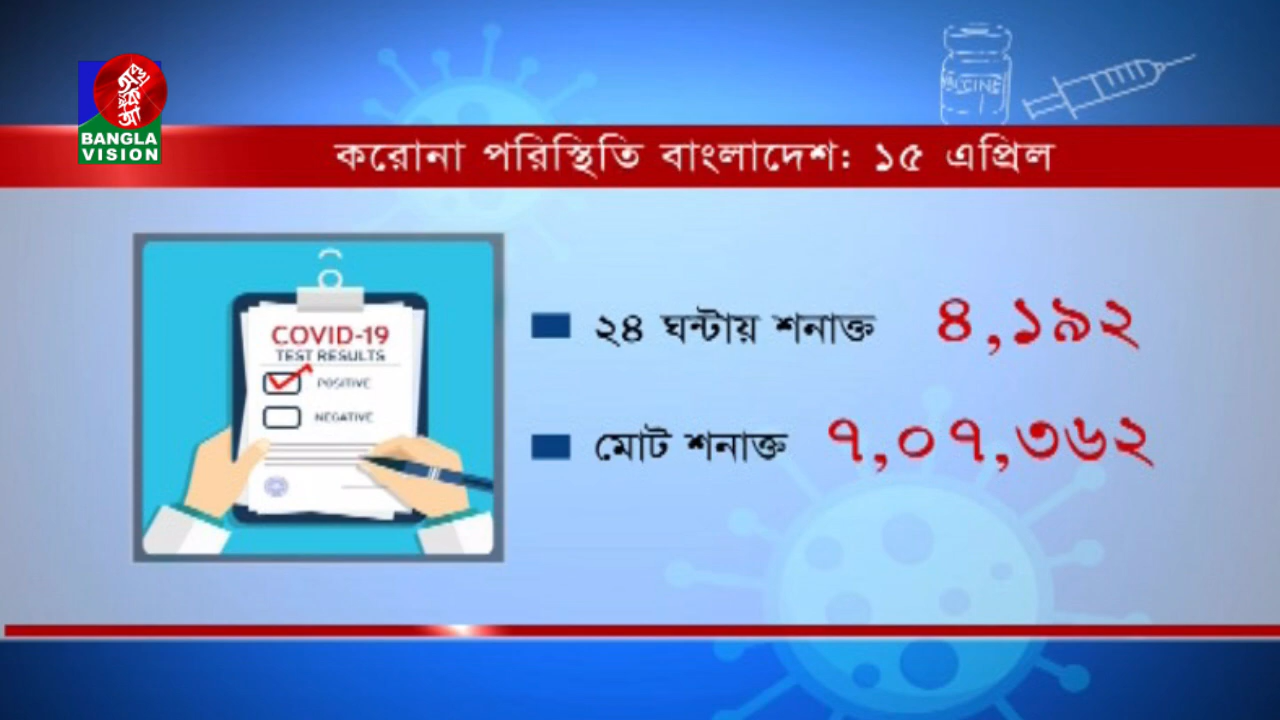 BANGLA
VISION
VACCINE
করোনা পরিস্থিতি বাংলাদেশ: ১৫ এপ্রিল
COVID-19
TEST RESULTS
POSITIVE
NEGATIVE
২৪ ঘন্টায় শনাক্ত ৪,১৯২
মোট শনাক্ত ৭,০৭,৩৬২